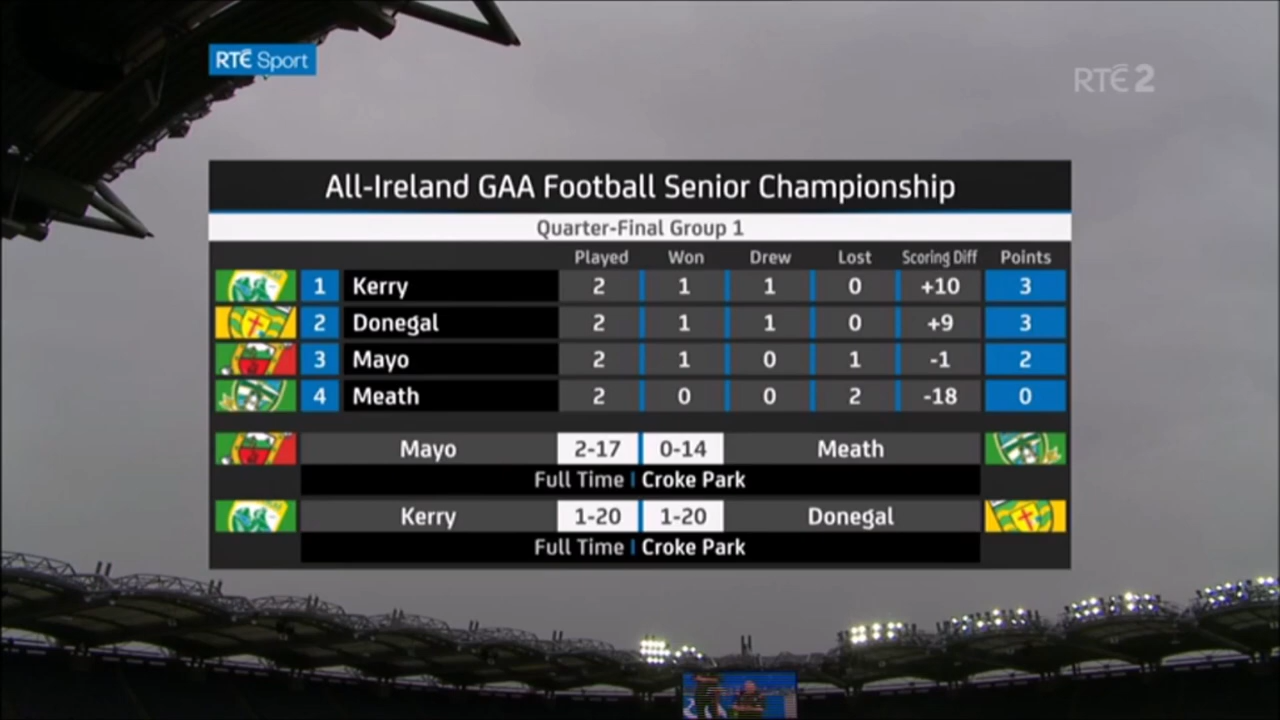 RTÉ Sport
RTÉ 2
All-Ireland GAA Football Senior Championship
Quarter-Final Group 1
Played Won Drew Lost Scoring Diff Points
1 Kerry 2 1 1 0 +10 3
2 Donegal 2 1 1 0 +9 3
3 Mayo 2 1 0 1 -1 2
4 Meath 2 0 0 2 -18 0
Mayo 2-17 0-14 Meath
Full Time | Croke Park
Kerry 1-20 1-20 Donegal
Full Time | Croke Park